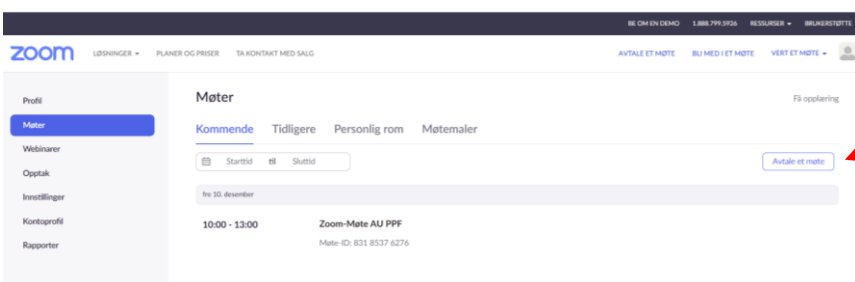 BE OM EN DEMO 1.888.799.5926 RESSURSER BRUKERSTØTTE
zoom LØSNINGER PLANER OG PRISER TA KONTAKT MED SALG AVTALE ET MØTE BLI MED I ET MØTE VERT ET MØTE
Profil
Møter
Webinarer
Opptak
Innstillinger
Kontoprofil
Rapporter
Møter
Få opplæring
Kommende Tidligere Personlig rom Møtemaler
Starttid til Sluttid
Avtale et møte
fre 10. desember
10:00 - 13:00 Zoom-Møte AU PPF
Møte-ID: 831 8537 6276